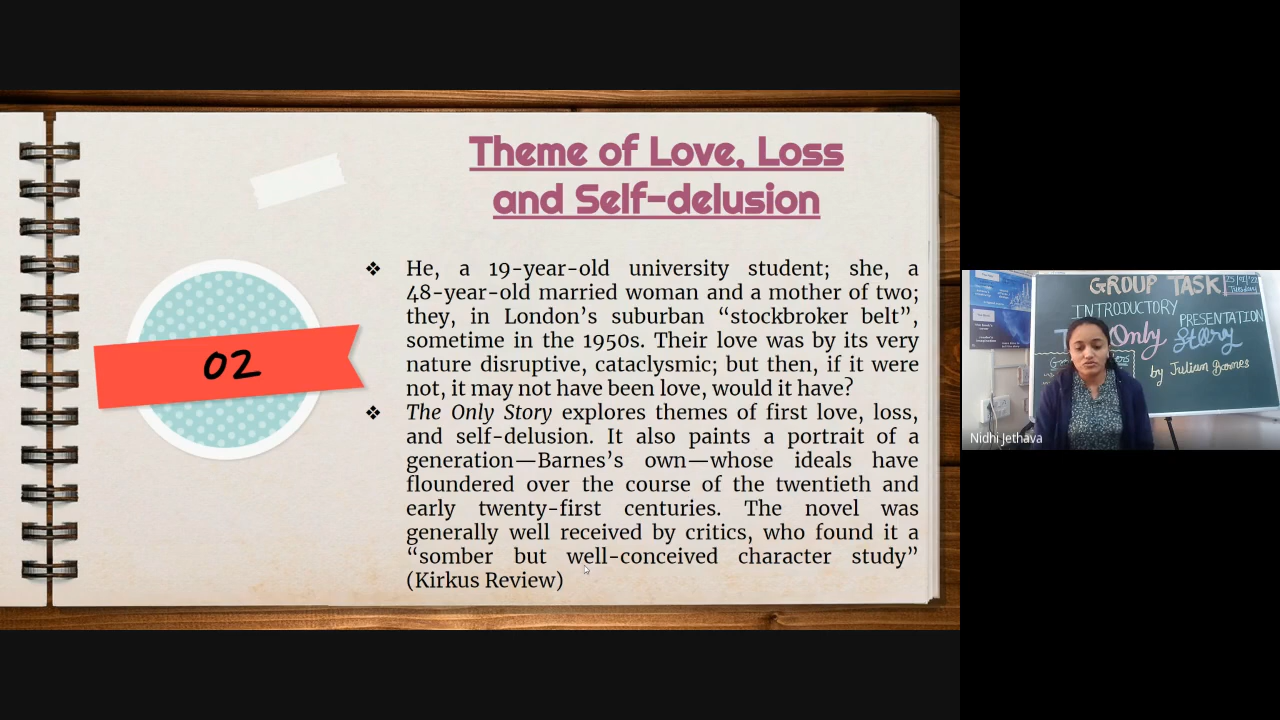 Theme of Love, Loss
and Self-delusion
02
❖ He, a 19-year-old university student; she, a
48-year-old married woman and a mother of two;
they, in London’s suburban “stockbroker belt”,
sometime in the 1950s. Their love was by its very
nature disruptive, cataclysmic; but then, if it were
not, it may not have been love, would it have?
❖ The Only Story explores themes of first love, loss,
and self-delusion. It also paints a portrait of a
generation—Barnes’s own—whose ideals have
floundered over the course of the twentieth and
early twenty-first centuries. The novel was
generally well received by critics, who found it a
“somber but well-conceived character study”
(Kirkus Review)
GROUP TASK
Tuesday
INTRODUCTORY
PRESENTATION
Only
Story
by Julian Barnes
Nidhi Jethava